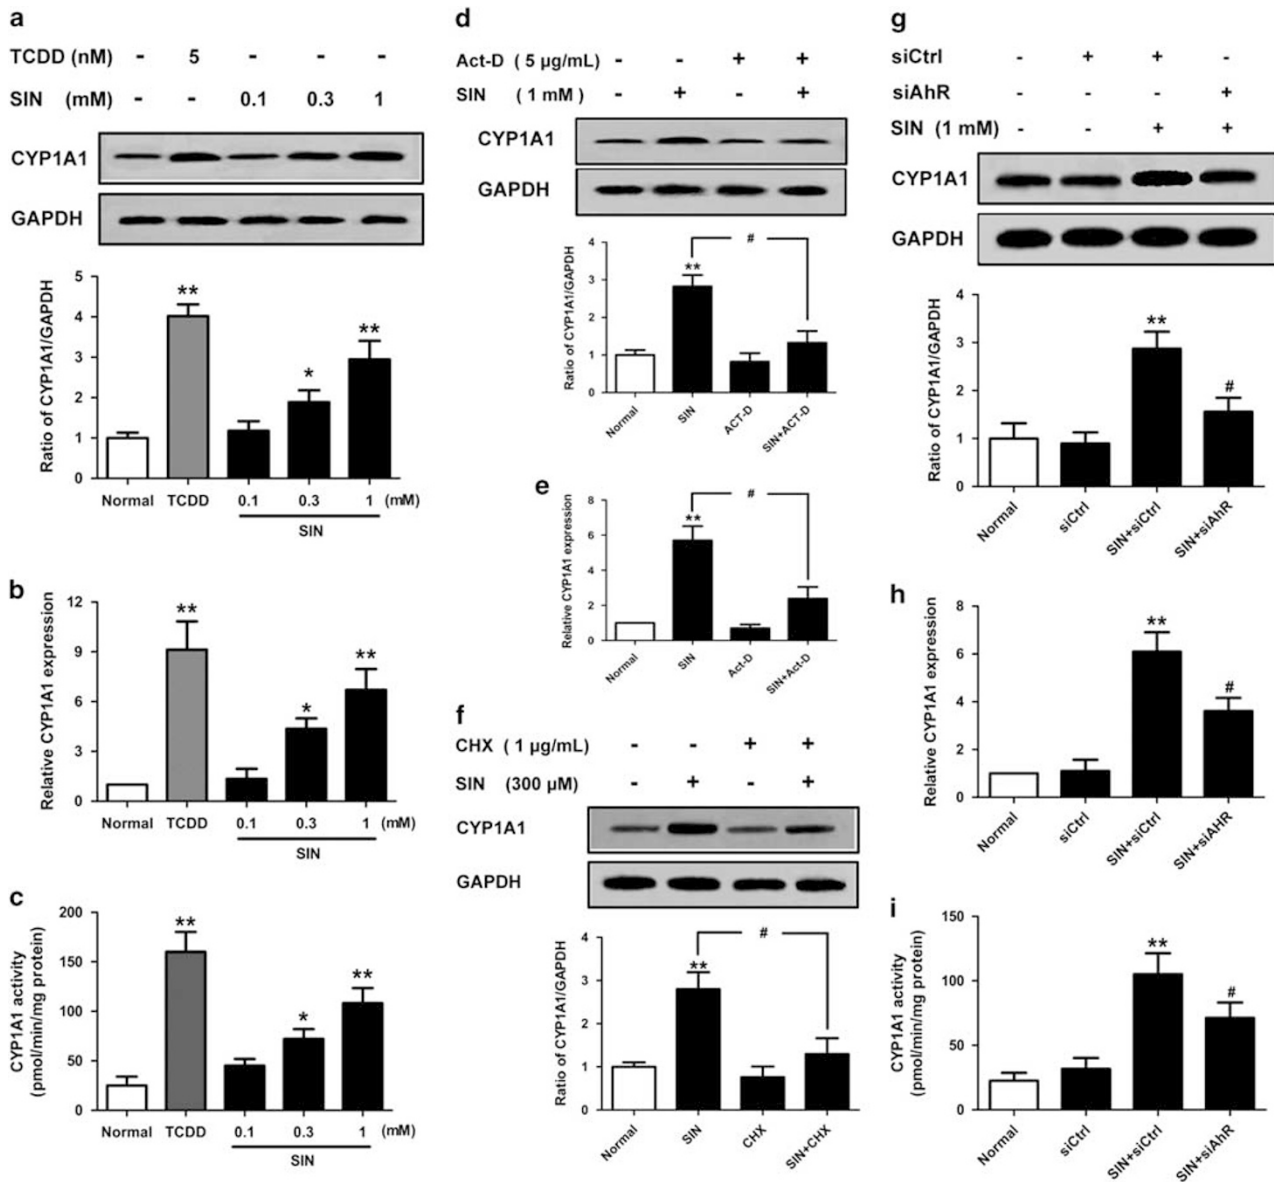 a
TCDD (nM) - 5 - - -
SIN (mM) - - 0.1 0.3 1
CYP1A1
GAPDH
Ratio of CYP1A1/GAPDH
5
4
3
2
1
0
** * **
Normal TCDD 0.1 0.3 1 (mM)
SIN
b
Relative CYP1A1 expression
12
9
6
3
0
** * **
Normal TCDD 0.1 0.3 1 (mM)
SIN
c
CYP1A1 activity
(pmol/min/mg protein)
200
150
100
50
0
** * **
Normal TCDD 0.1 0.3 1 (mM)
SIN
d
Act-D ( 5 µg/mL) - - + +
SIN ( 1 mM ) - + - +
CYP1A1
GAPDH
Ratio of CYP1A1/GAPDH
4
3
2
1
0
** #
Normal SIN ACT-D SIN+ACT-D
e
Relative CYP1A1 expression
8
6
4
2
0
** #
Normal SIN Act-D SIN+Act-D
f
CHX ( 1 µg/mL) - - + +
SIN (300 µM) - + - +
CYP1A1
GAPDH
Ratio of CYP1A1/GAPDH
4
3
2
1
0
** #
Normal SIN CHX SIN+CHX
g
siCtrl - + + -
siAhR - - - +
SIN (1 mM) - - + +
CYP1A1
GAPDH
Ratio of CYP1A1/GAPDH
4
3
2
1
0
** #
Normal siCtrl SIN+siCtrl SIN+siAhR
h
Relative CYP1A1 expression
8
6
4
2
0
** #
Normal siCtrl SIN+siCtrl SIN+siAHR
i
CYP1A1 activity
(pmol/min/mg protein)
150
100
50
0
** #
Normal siCtrl SIN+siCtrl SIN+siAhR